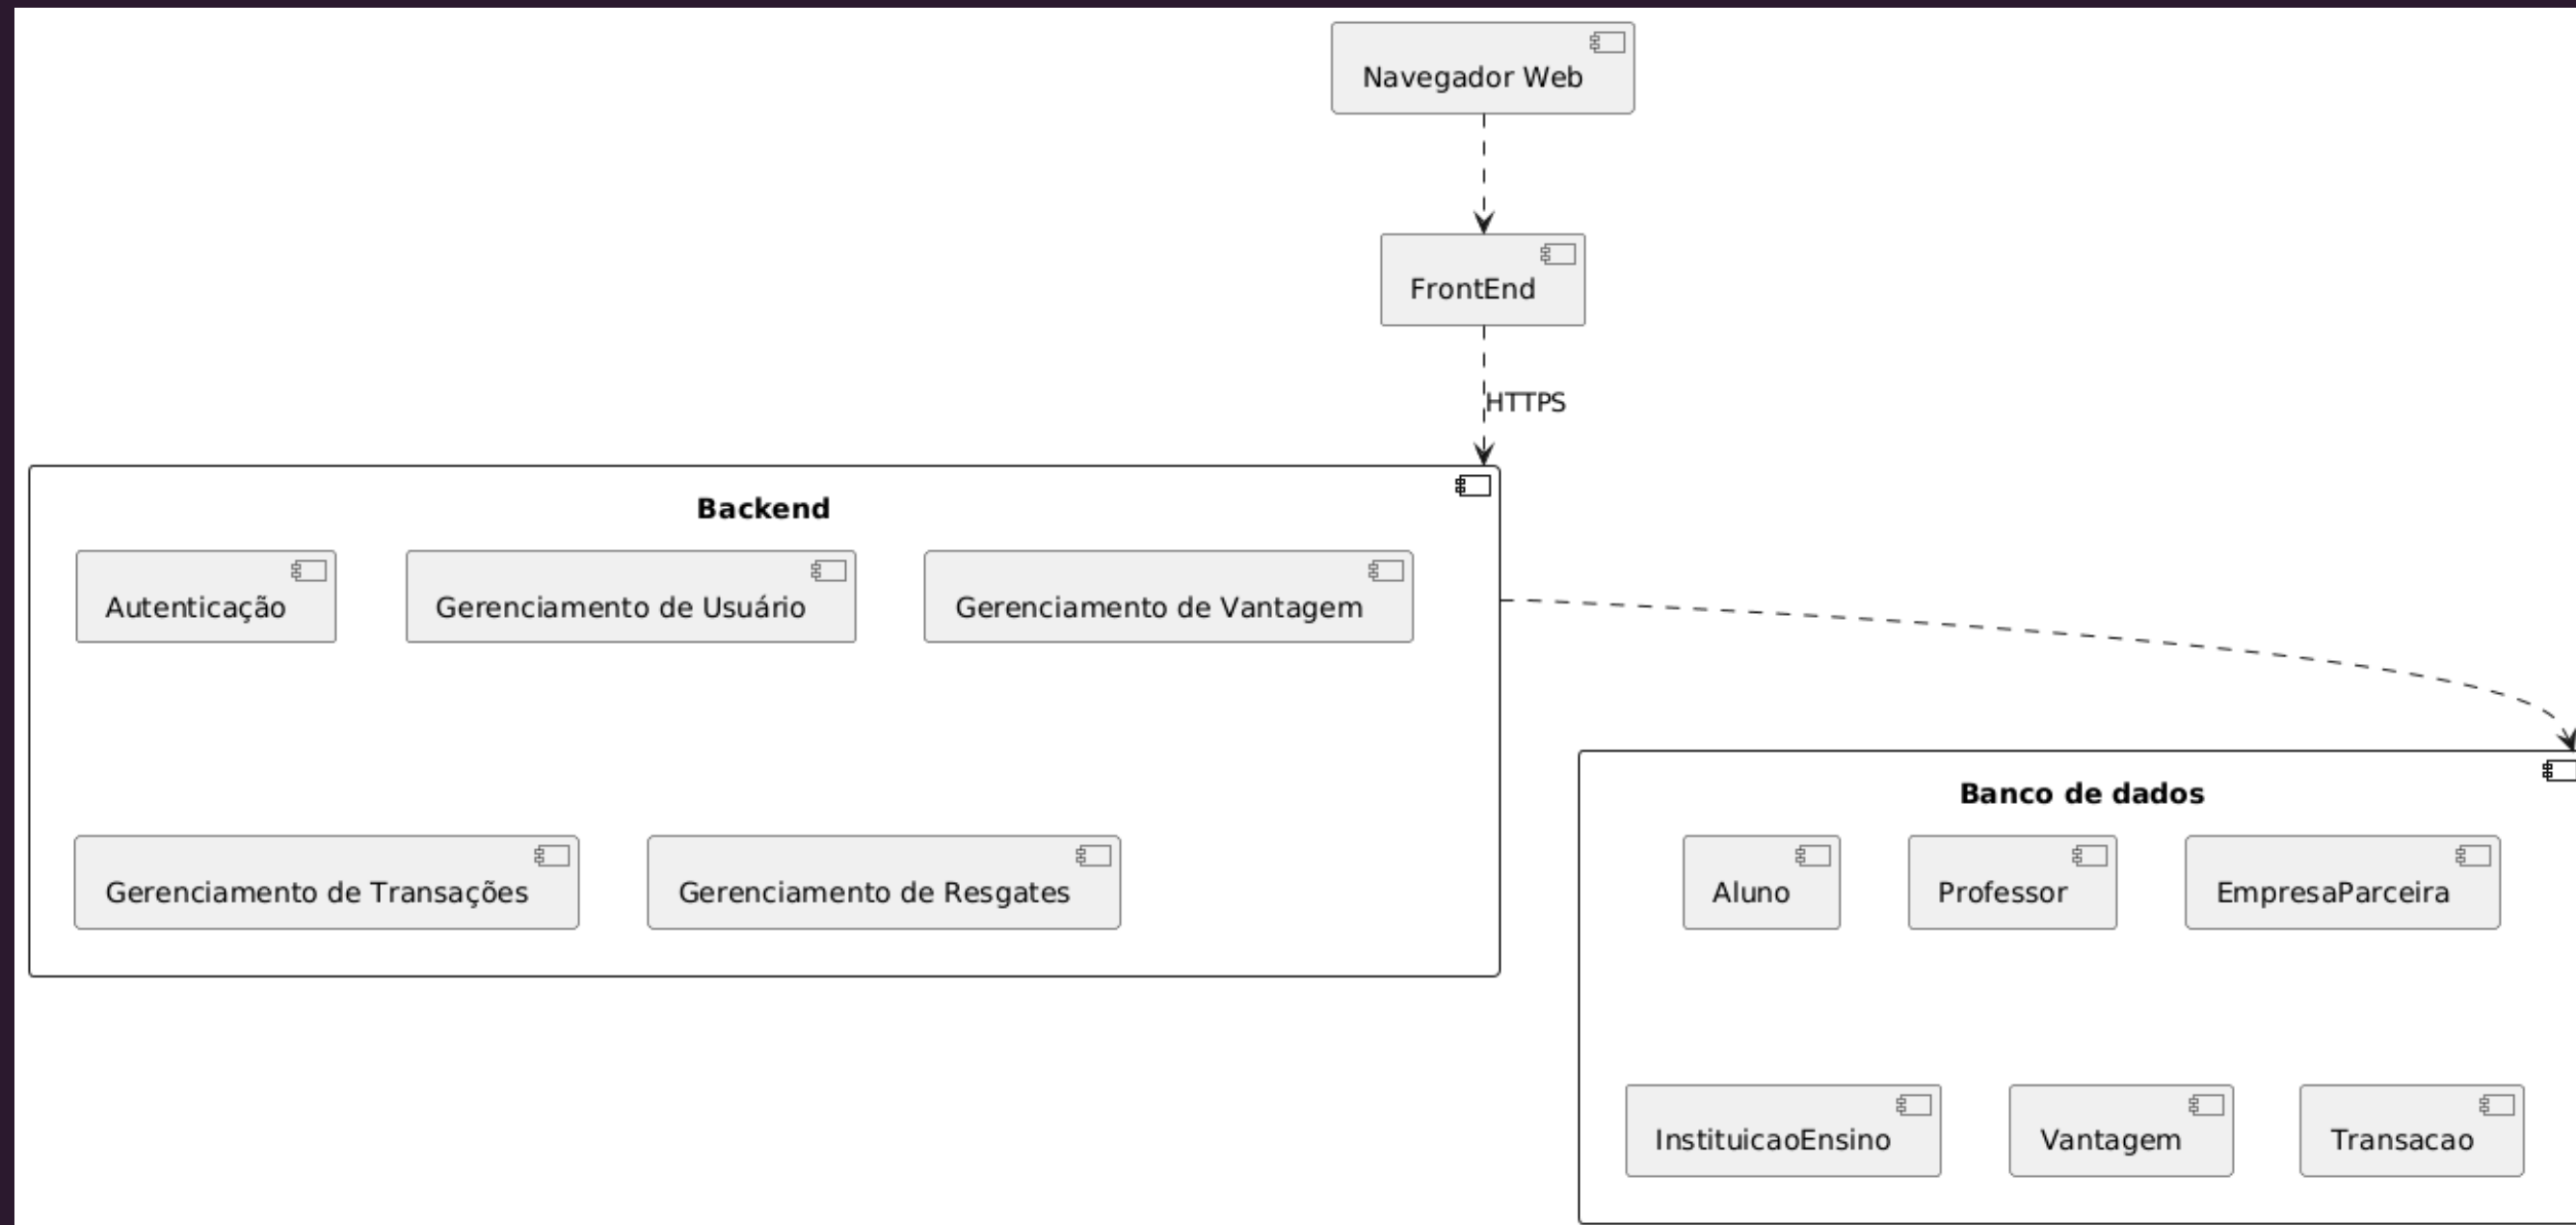 Navegador Web
FrontEnd
HTTPS
Backend
Autenticação
Gerenciamento de Usuário
Gerenciamento de Vantagem
Gerenciamento de Transações
Gerenciamento de Resgates
Banco de dados
Aluno
Professor
EmpresaParceira
InstituicaoEnsino
Vantagem
Transacao